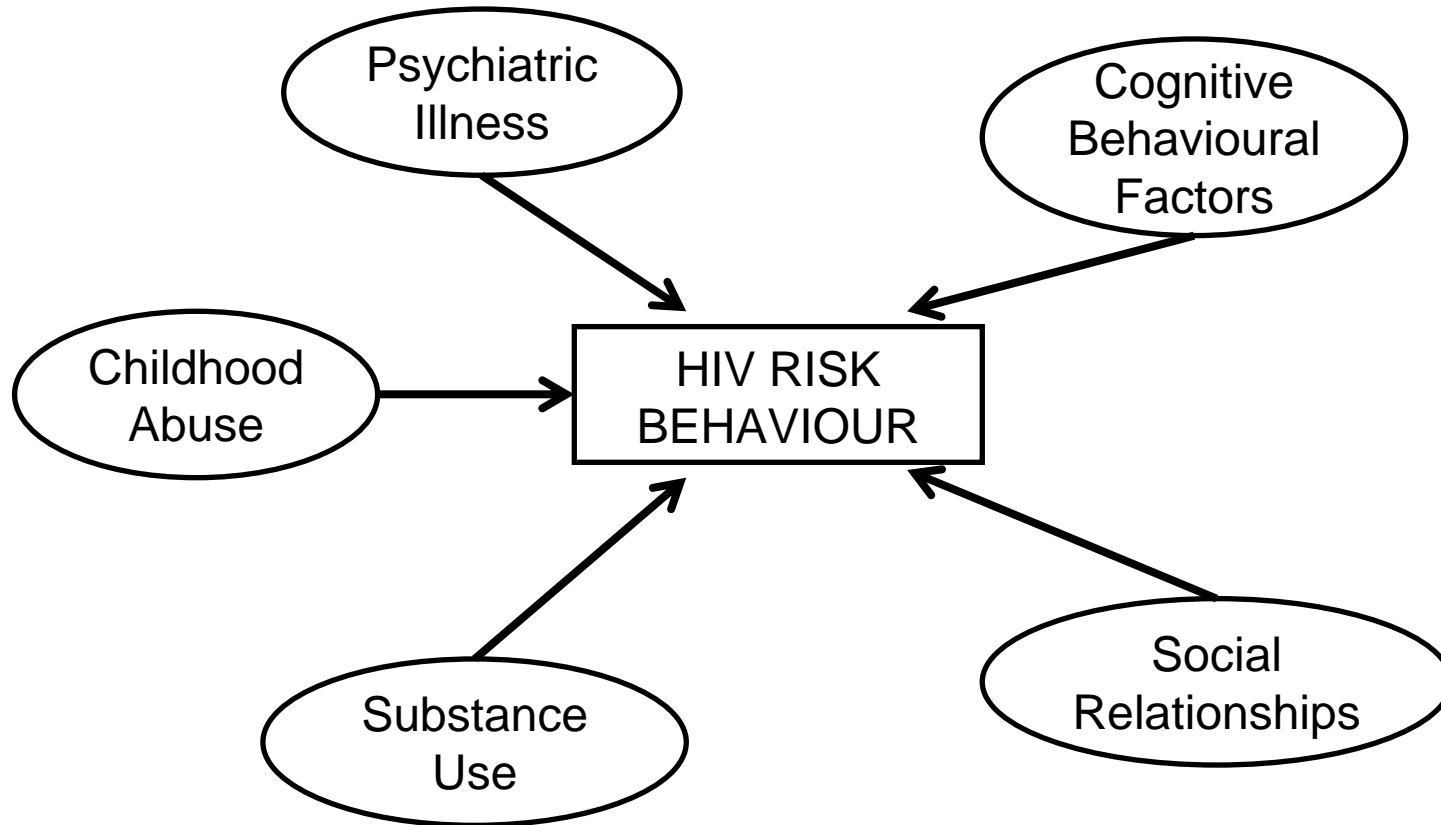 Psychiatric
Illness
Cognitive
Behavioural
Factors
Childhood
Abuse
HIV RISK
BEHAVIOUR
Substance
Use
Social
Relationships